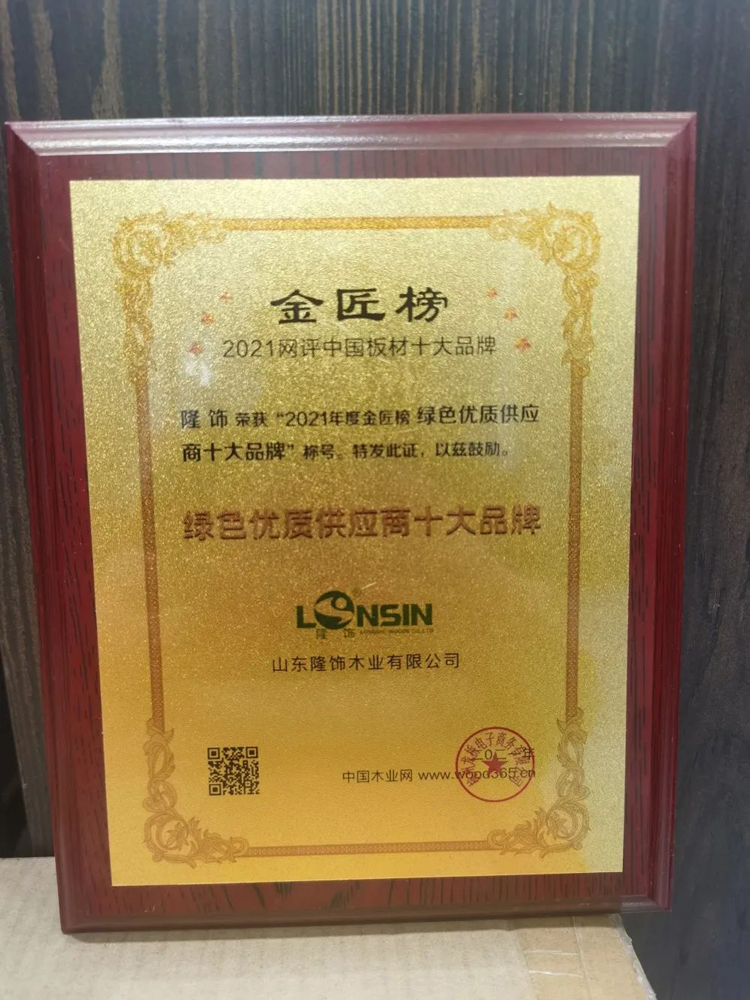 金匠榜
2021网评中国板材十大品牌
隆饰 荣获 “2021年度金匠榜 绿色优质供应
商十大品牌” 称号。特发此证，以兹鼓励。
绿色优质供应商十大品牌
LONSIN®
隆 饰
山东隆饰木业有限公司
中国木业网 www.wood365.cn
电子商务